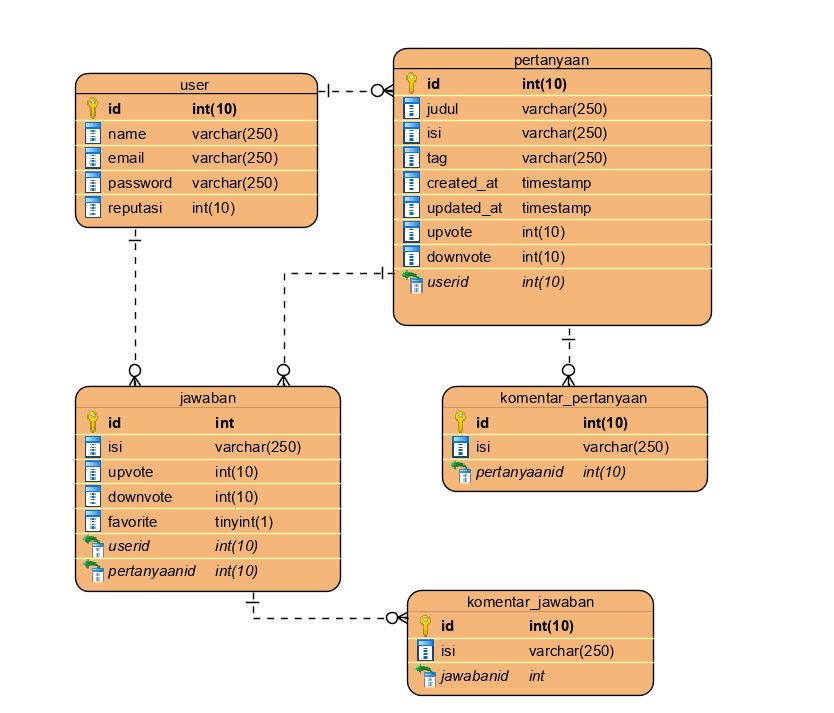 user
id int(10)
name varchar(250)
email varchar(250)
password varchar(250)
reputasi int(10)
pertanyaan
id int(10)
judul varchar(250)
isi varchar(250)
tag varchar(250)
created_at timestamp
updated_at timestamp
upvote int(10)
downvote int(10)
userid int(10)
jawaban
id int
isi varchar(250)
upvote int(10)
downvote int(10)
favorite tinyint(1)
userid int(10)
pertanyaanid int(10)
komentar_pertanyaan
id int(10)
isi varchar(250)
pertanyaanid int(10)
komentar_jawaban
id int(10)
isi varchar(250)
jawabanid int